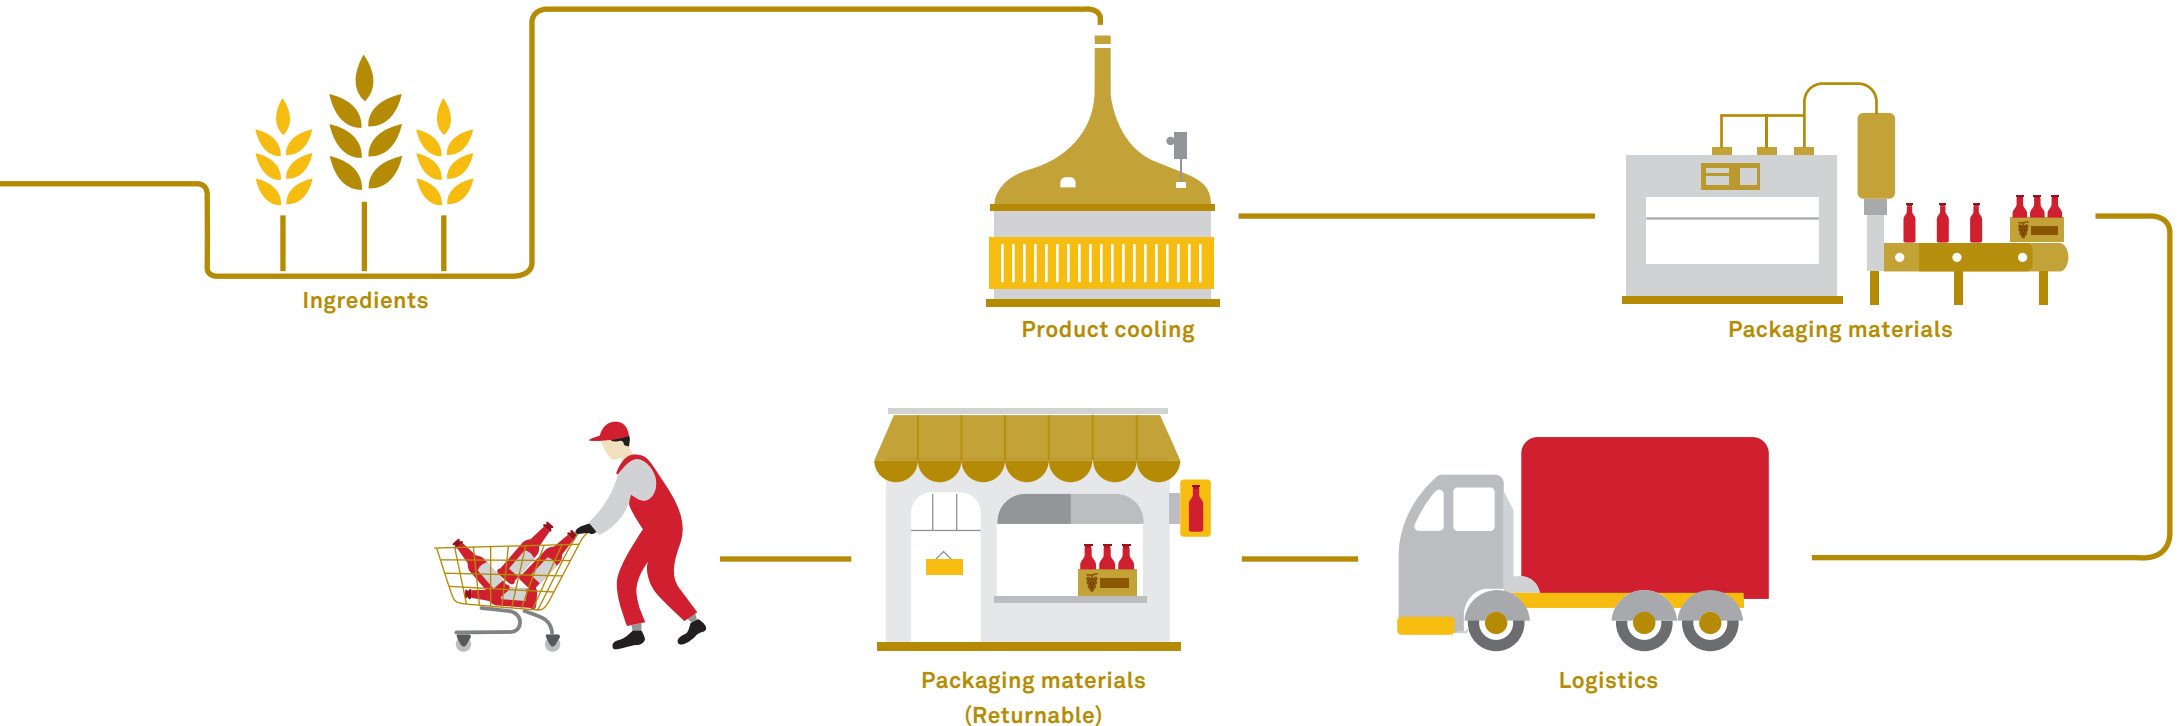 Ingredients
Product cooling
Packaging materials
Packaging materials
(Returnable)
Logistics